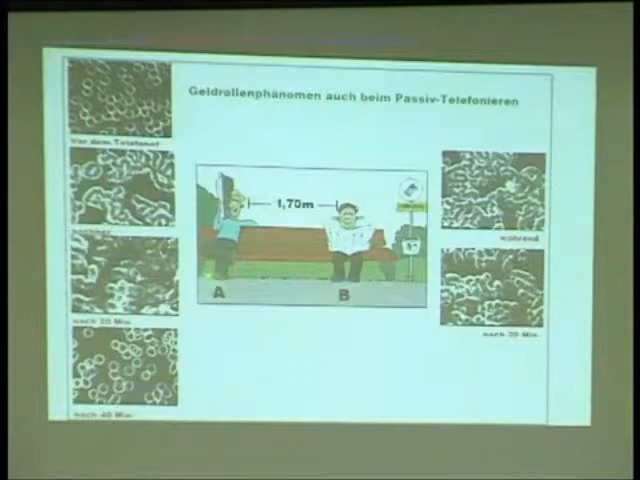 Geldrollenphänomen auch beim Passiv-Telefonieren
Vor dem Telefonat
nachher
nach 20 Min.
nach 40 Min.
1,70m
A
B
während
nach 20 Min.